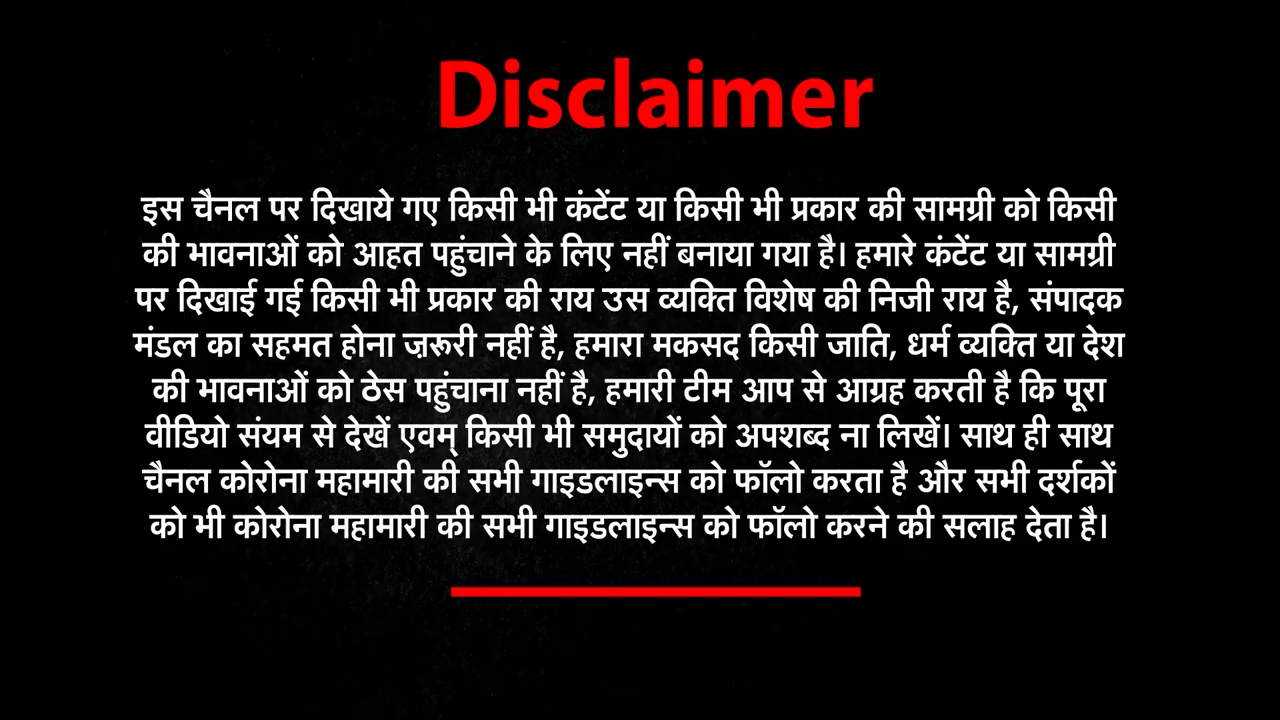 Disclaimer
इस चैनल पर दिखाये गए किसी भी कंटेंट या किसी भी प्रकार की सामग्री को किसी
की भावनाओं को आहत पहुंचाने के लिए नहीं बनाया गया है। हमारे कंटेंट या सामग्री
पर दिखाई गई किसी भी प्रकार की राय उस व्यक्ति विशेष की निजी राय है, संपादक
मंडल का सहमत होना ज़रूरी नहीं है, हमारा मकसद किसी जाति, धर्म व्यक्ति या देश
की भावनाओं को ठेस पहुंचाना नहीं है, हमारी टीम आप से आग्रह करती है कि पूरा
वीडियो संयम से देखें एवम् किसी भी समुदायों को अपशब्द ना लिखें। साथ ही साथ
चैनल कोरोना महामारी की सभी गाइडलाइन्स को फॉलो करता है और सभी दर्शकों
को भी कोरोना महामारी की सभी गाइडलाइन्स को फॉलो करने की सलाह देता है।